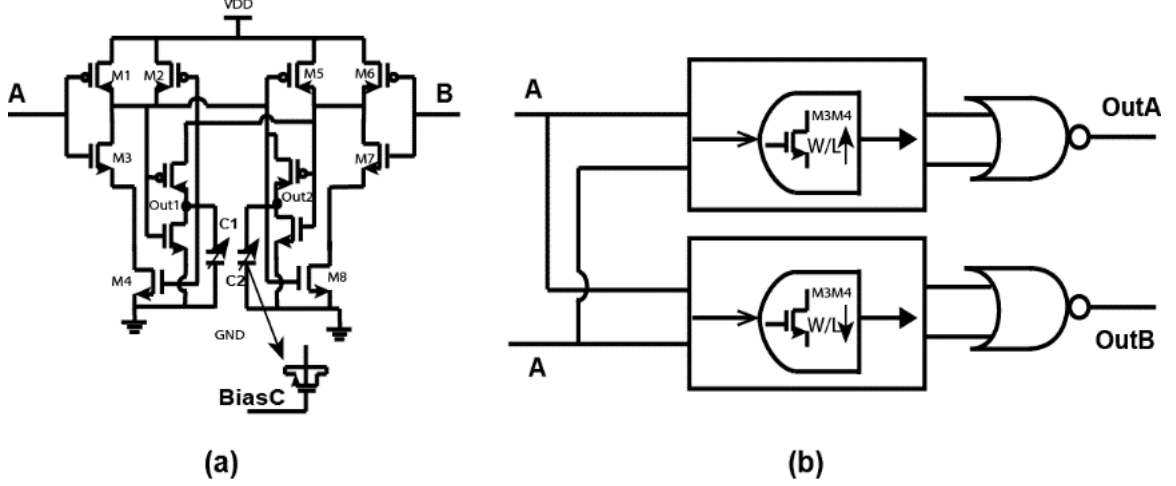 VDD
M1
M2
M5
M6
A
B
M3
M7
Out1
Out2
C1
C2
M4
M8
GND
BiasC
(a)
A
M3M4
W/L
OutA
M3M4
W/L
OutB
A
(b)